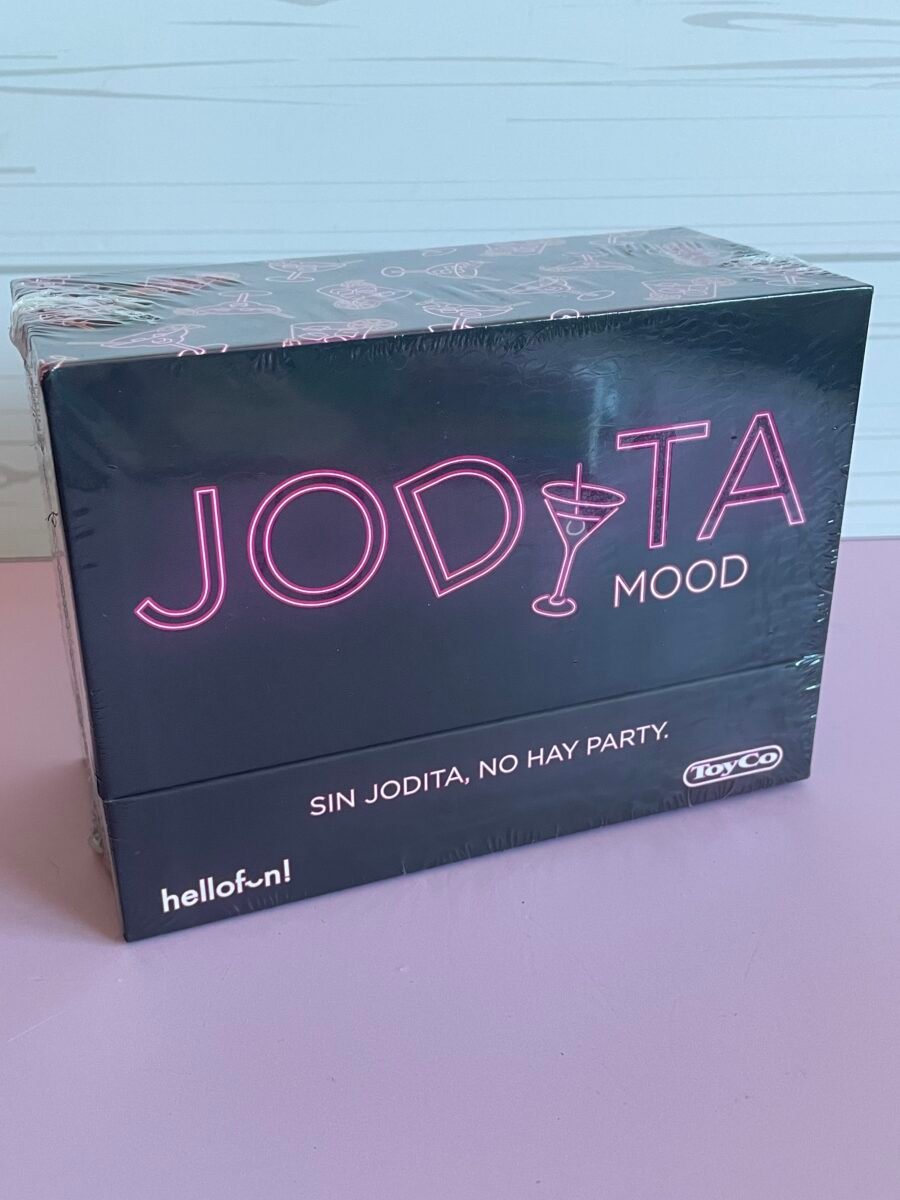 JODITA
MOOD
SIN JODITA, NO HAY PARTY.
ToyCo
hellofun!